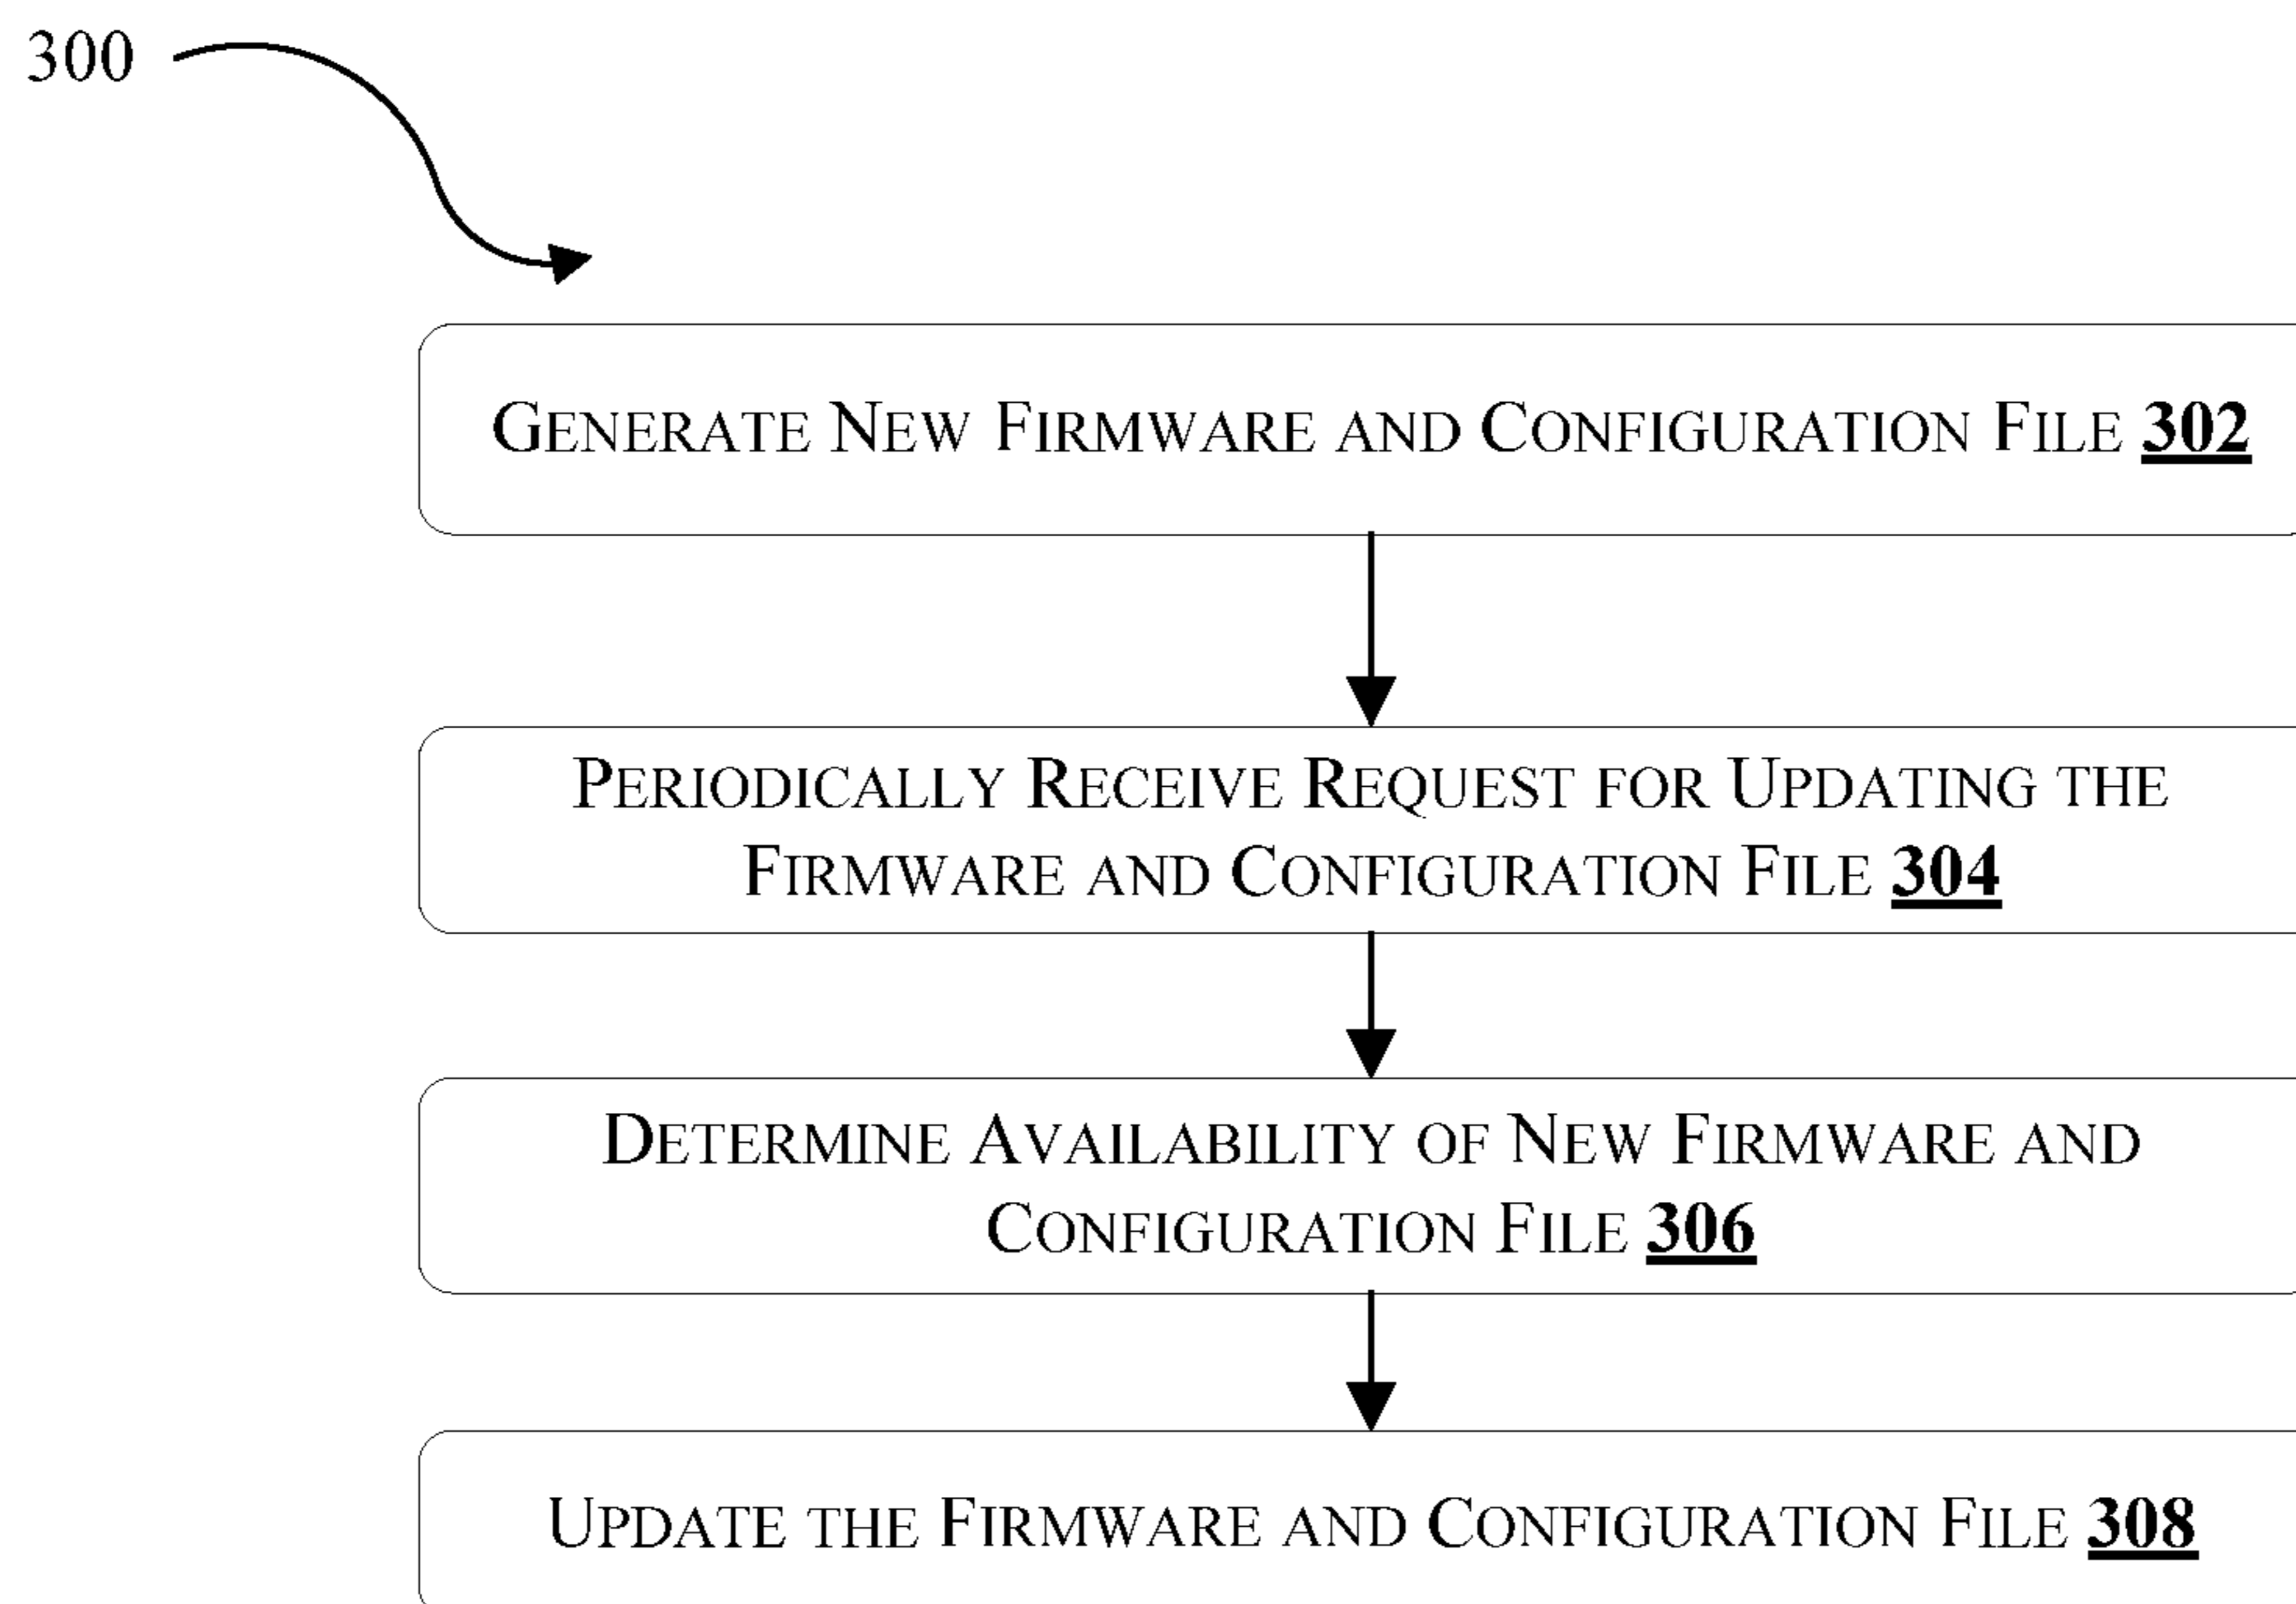 300
GENERATE NEW FIRMWARE AND CONFIGURATION FILE 302
PERIODICALLY RECEIVE REQUEST FOR UPDATING THE
FIRMWARE AND CONFIGURATION FILE 304
DETERMINE AVAILABILITY OF NEW FIRMWARE AND
CONFIGURATION FILE 306
UPDATE THE FIRMWARE AND CONFIGURATION FILE 308